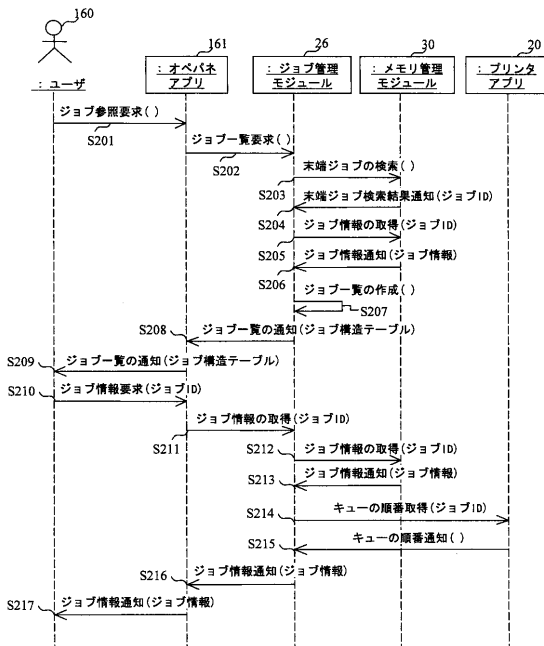 160
161
26
30
20
: ユーザ
: オペパネ
アプリ
: ジョブ管理
モジュール
: メモリ管理
モジュール
: プリンタ
アプリ
ジョブ参照要求()
S201
ジョブ一覧要求()
S202
末端ジョブの検索()
S203
末端ジョブ検索結果通知(ジョブID)
S204
ジョブ情報の取得(ジョブID)
S205
ジョブ情報通知(ジョブ情報)
S206
ジョブ一覧の作成()
S207
S208
ジョブ一覧の通知(ジョブ構造テーブル)
S209
ジョブ一覧の通知(ジョブ構造テーブル)
S210
ジョブ情報要求(ジョブID)
ジョブ情報の取得(ジョブID)
S211
S212
ジョブ情報の取得(ジョブID)
ジョブ情報通知(ジョブ情報)
S213
キューの順番取得(ジョブID)
S214
キューの順番通知()
S215
ジョブ情報通知(ジョブ情報)
S216
ジョブ情報通知(ジョブ情報)
S217